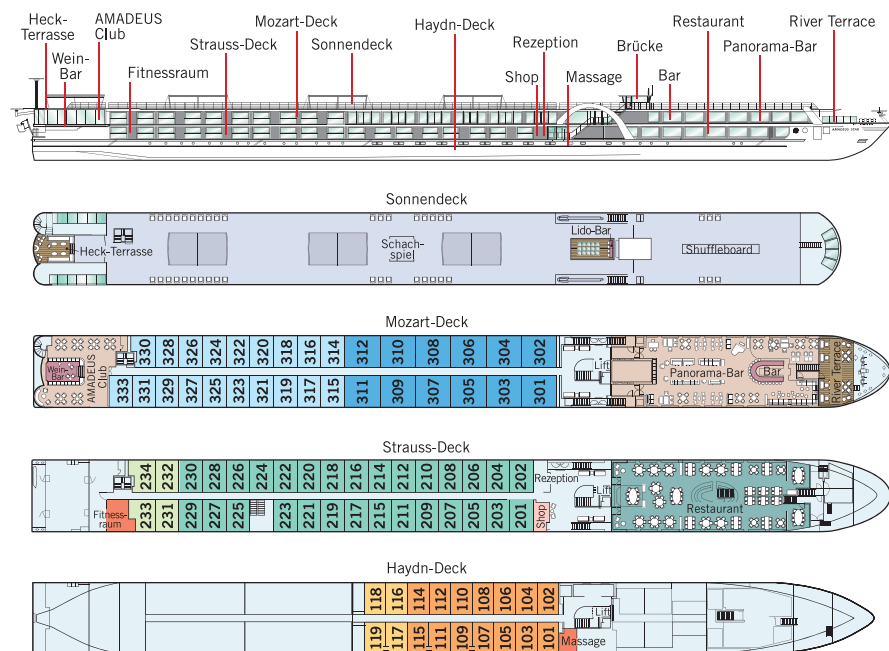 Heck-
Terrasse
AMADEUS
Club
Wein-
Bar
Fitnessraum
Strauss-Deck
Mozart-Deck
Sonnendeck
Haydn-Deck
Rezeption
Shop
Massage
Brücke
Bar
Restaurant
Panorama-Bar
River Terrace
AMADEUS STAR
Sonnendeck
Heck-Terrasse
Schach-
spiel
Lido-Bar
Shuffleboard
Mozart-Deck
Wein-
Bar
AMADEUS
Club
330 328 326 324 322 320 318 316 314 312 310 308 306 304 302
333 331 329 327 325 323 321 319 317 315 311 309 307 305 303 301
Lift
Panorama-Bar
Bar
River Terrace
Strauss-Deck
234 232 230 228 226 224 222 220 218 216 214 212 210 208 206 204 202
233 231 229 227 225 223 221 219 217 215 211 209 207 205 203 201
Fitness-
raum
Rezeption
Shop
Lift
Restaurant
Haydn-Deck
118 116 114 112 110 108 106 104 102
119 117 115 111 109 107 105 103 101
Lift
Massage